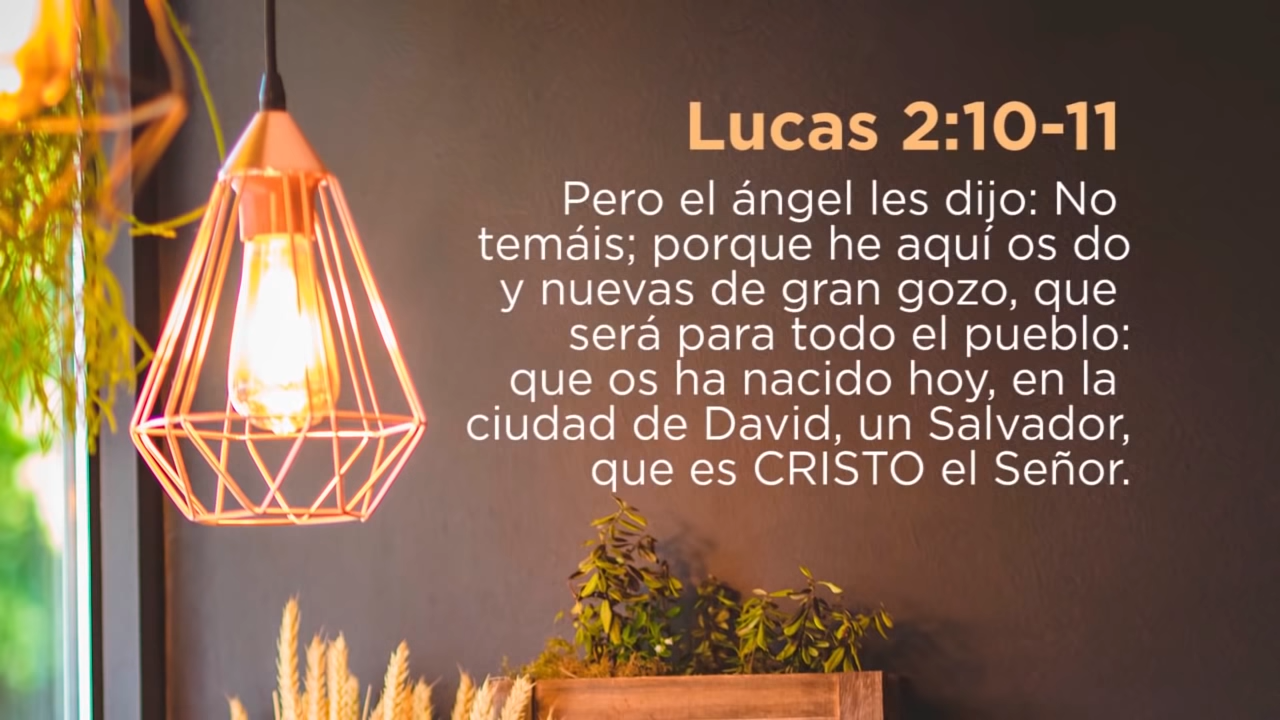 Lucas 2:10-11
Pero el ángel les dijo: No
temáis; porque he aquí os do
y nuevas de gran gozo, que
será para todo el pueblo:
que os ha nacido hoy, en la
ciudad de David, un Salvador,
que es CRISTO el Señor.